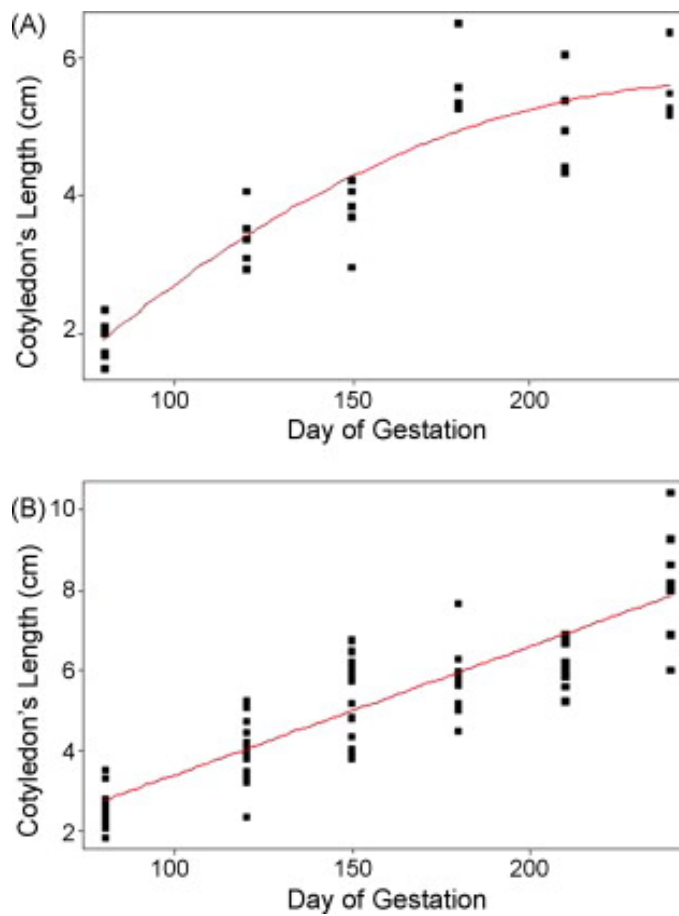 (A)
6
4
2
Cotyledon's Length (cm)
100 150 200
Day of Gestation
(B)
10
8
6
4
2
Cotyledon's Length (cm)
100 150 200
Day of Gestation